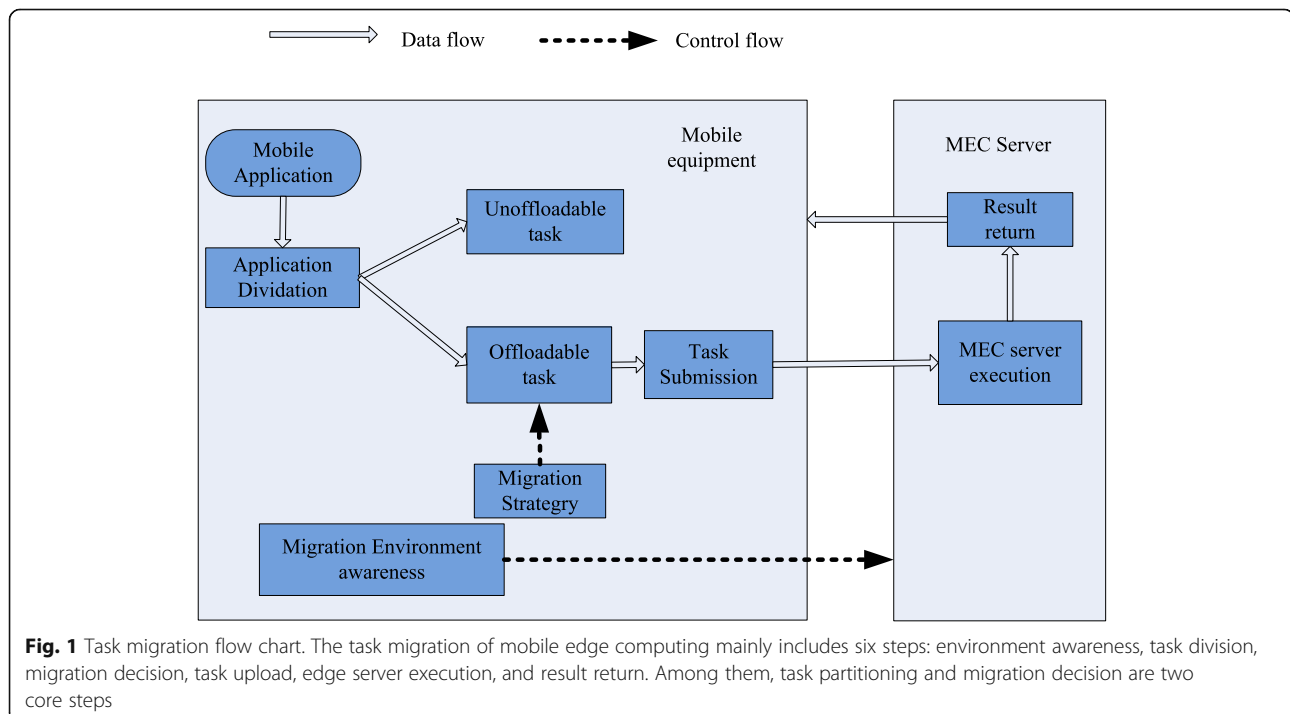 Data flow
Control flow
Mobile
Application
Mobile
equipment
MEC Server
Unoffloadable
task
Result
return
Application
Dividation
Offloadable
task
Task
Submission
MEC server
execution
Migration
Strategry
Migration Environment
awareness
Fig. 1 Task migration flow chart. The task migration of mobile edge computing mainly includes six steps: environment awareness, task division,
migration decision, task upload, edge server execution, and result return. Among them, task partitioning and migration decision are two
core steps